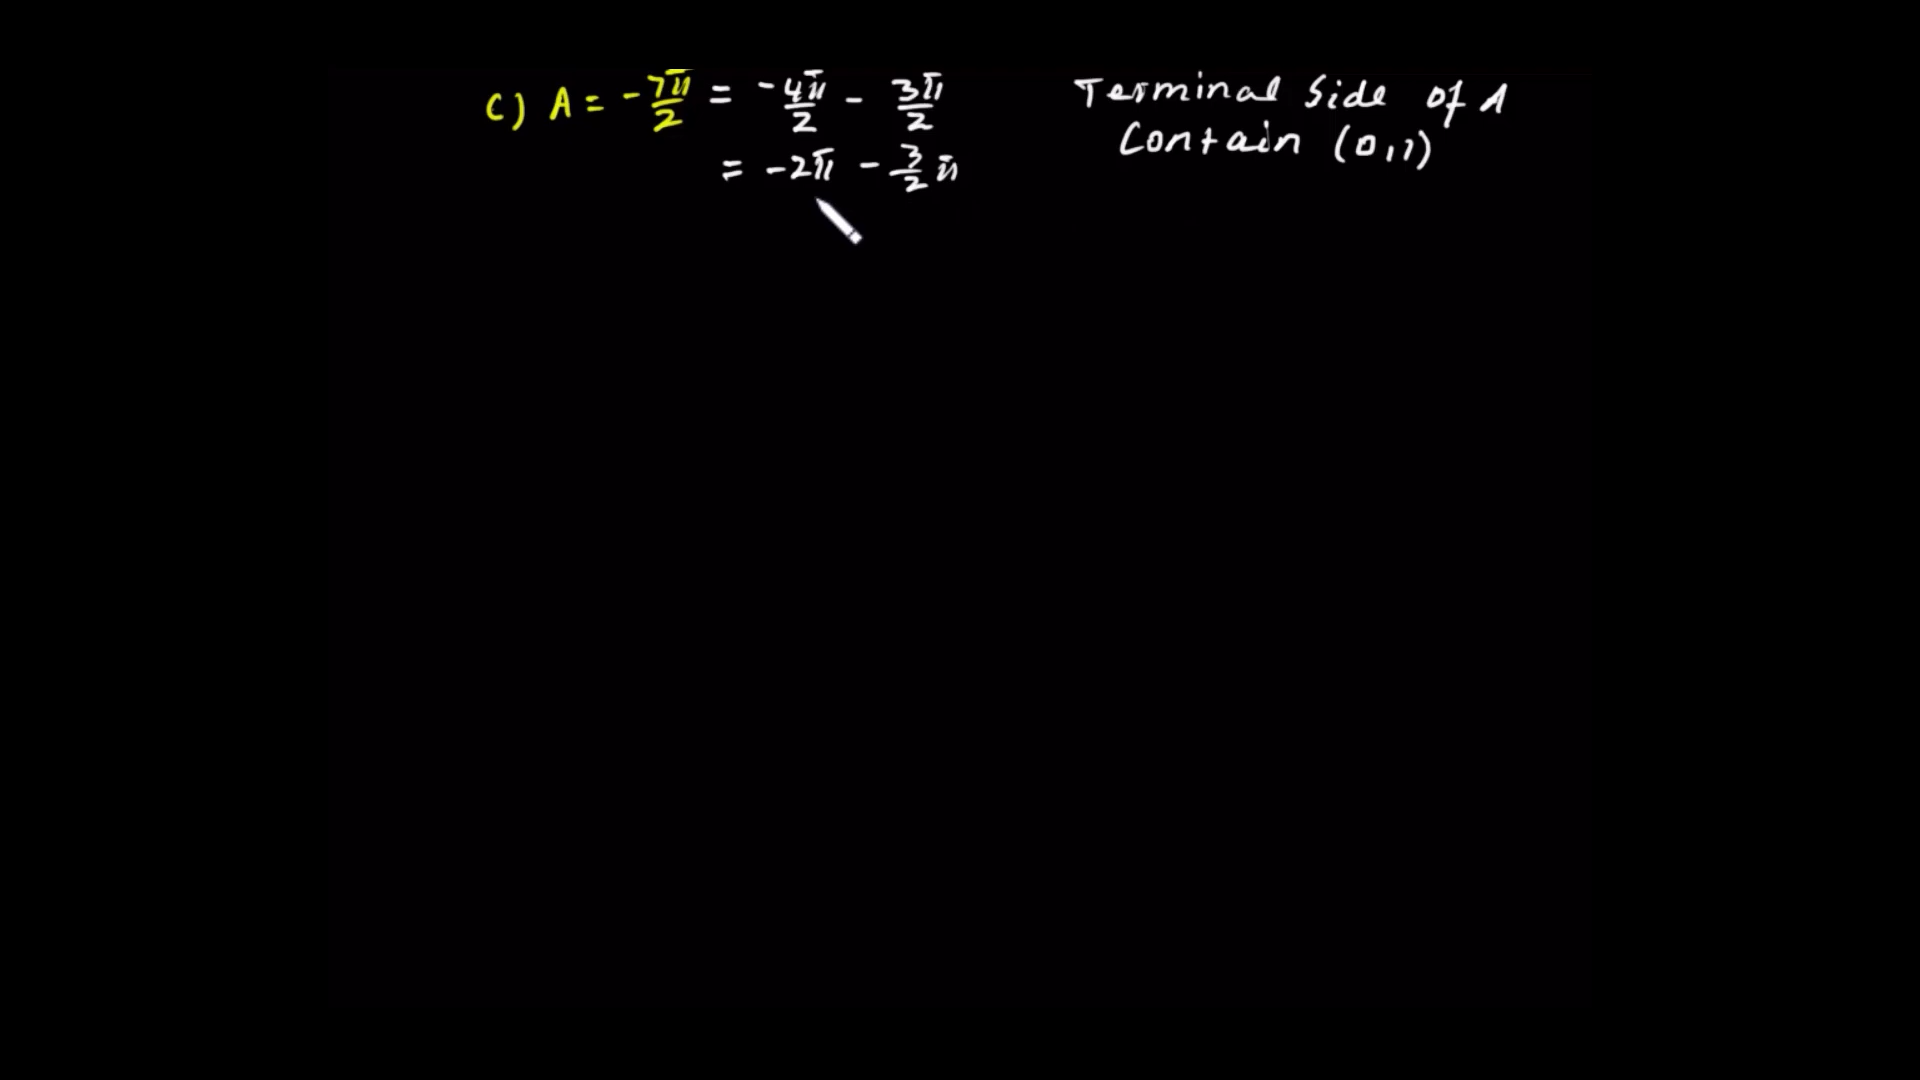 C) A = -7π/2 = -4π/2 - 3π/2
= -2π - 3/2 π
Terminal Side of A
Contain (0,1)